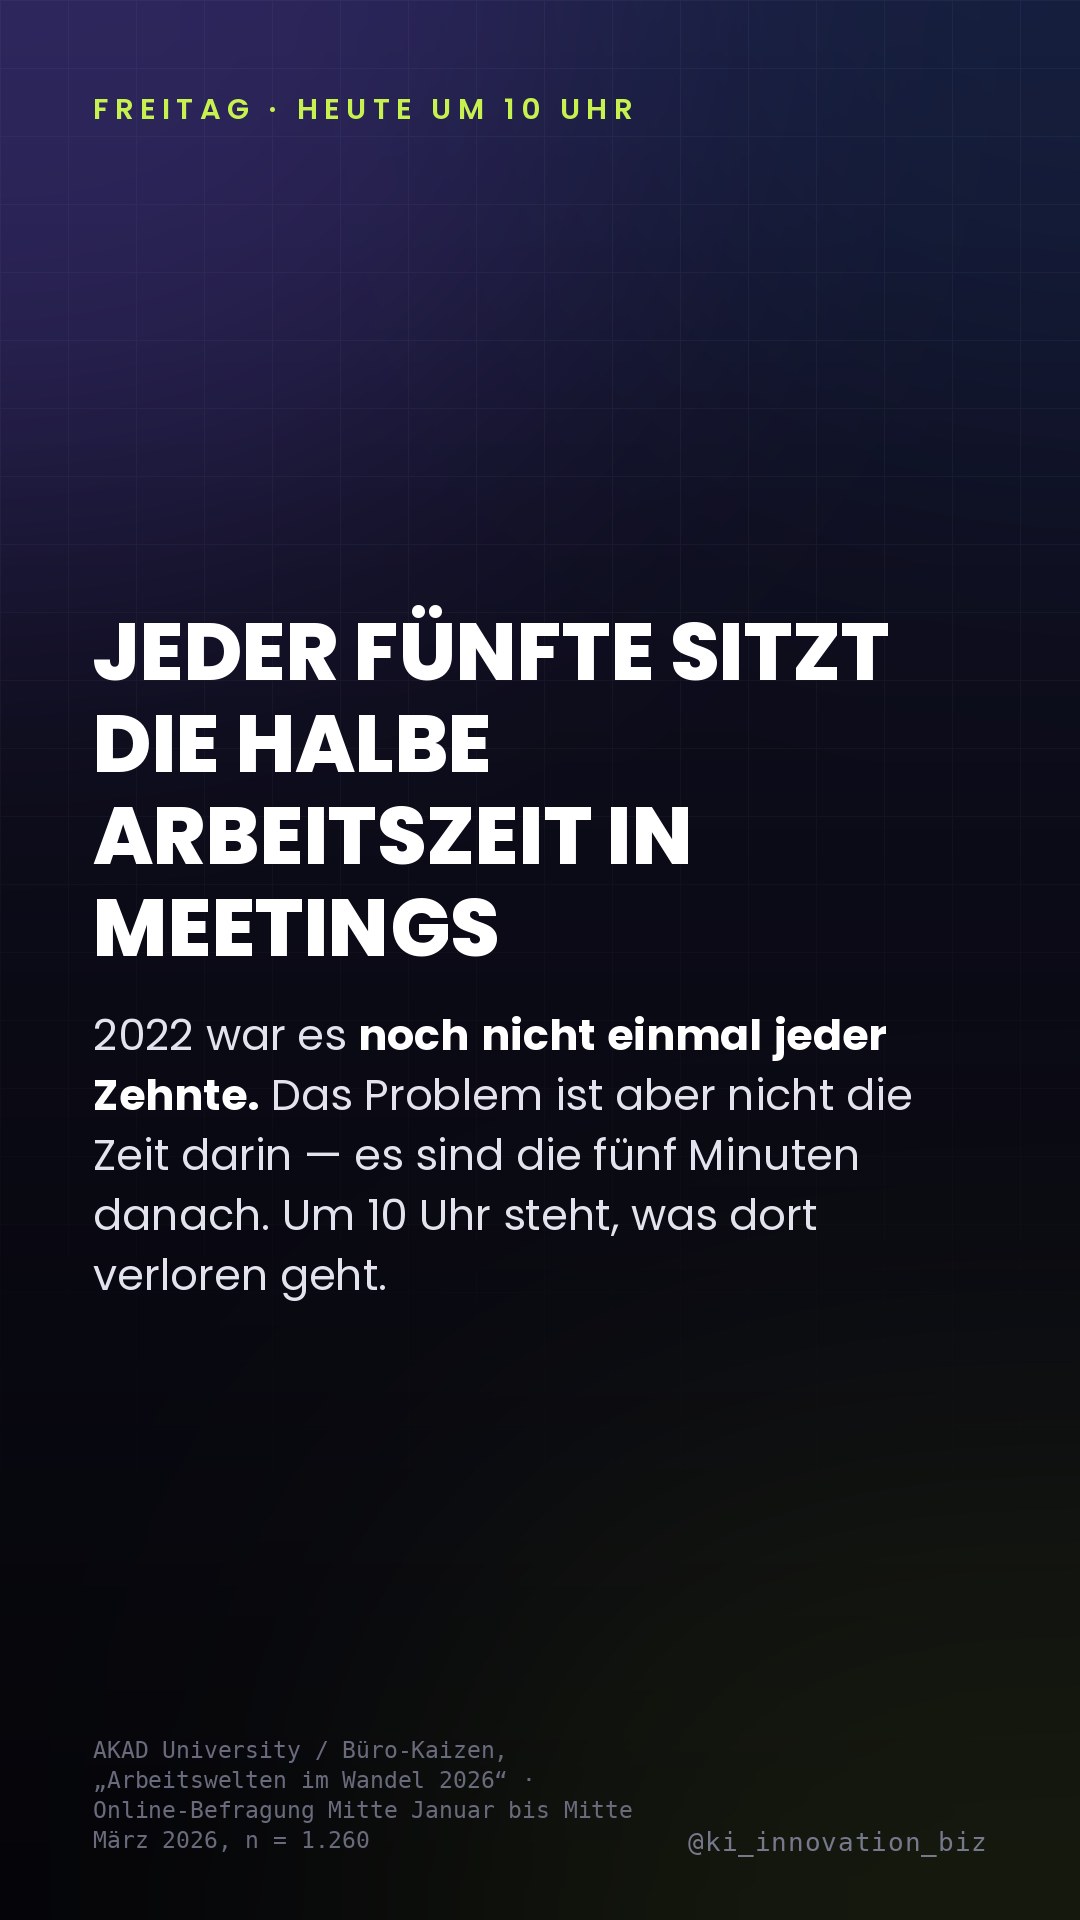 FREITAG · HEUTE UM 10 UHR
JEDER FÜNFTE SITZT
DIE HALBE
ARBEITSZEIT IN
MEETINGS
2022 war es noch nicht einmal jeder
Zehnte. Das Problem ist aber nicht die
Zeit darin — es sind die fünf Minuten
danach. Um 10 Uhr steht, was dort
verloren geht.
AKAD University / Büro-Kaizen,
„Arbeitswelten im Wandel 2026“ ·
Online-Befragung Mitte Januar bis Mitte
März 2026, n = 1.260
@ki_innovation_biz